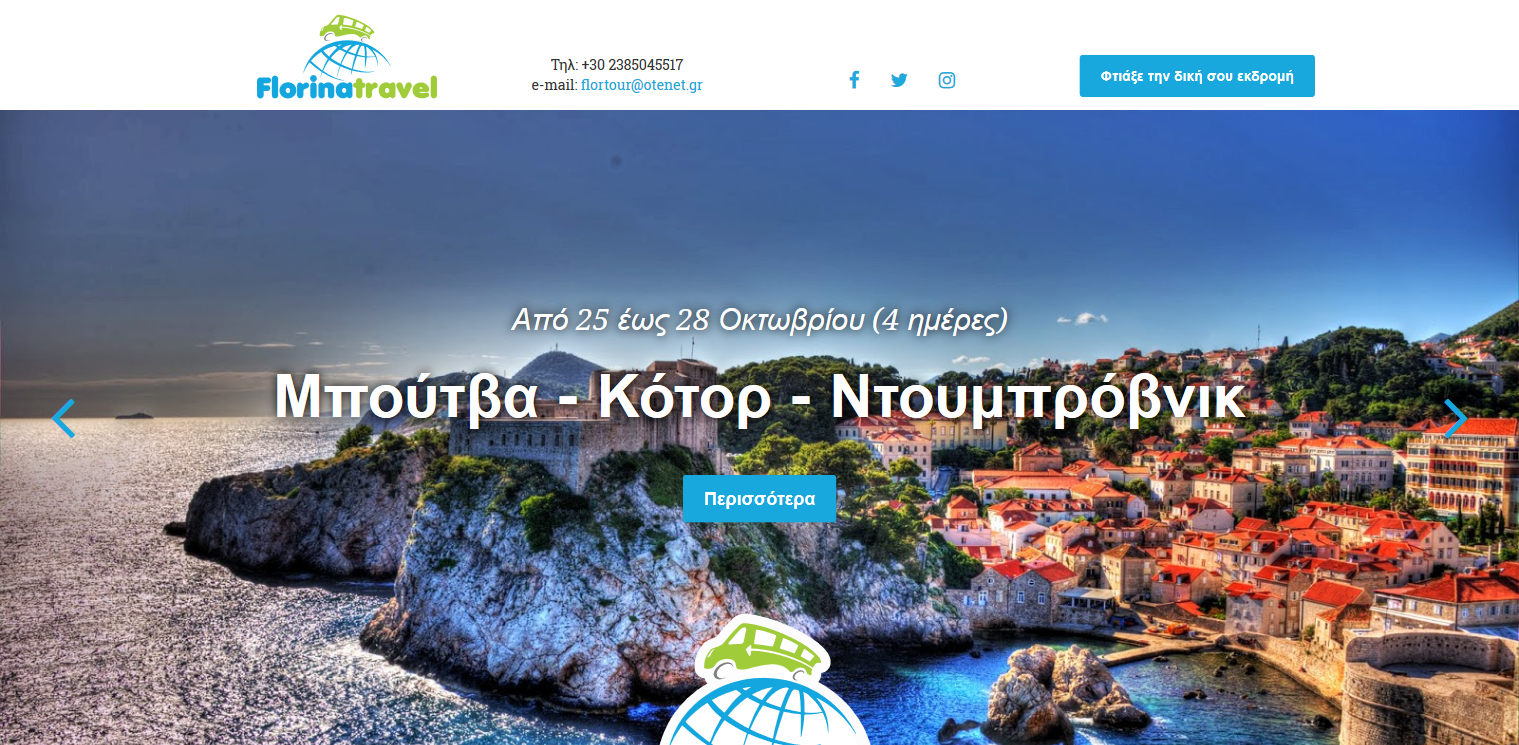 Florinatravel
Τηλ: +30 2385045517
e-mail: flortour@otenet.gr
Φτιάξε την δική σου εκδρομή
Από 25 έως 28 Οκτωβρίου (4 ημέρες)
Μπούτβα - Κότορ - Ντουμπρόβνικ
Περισσότερα